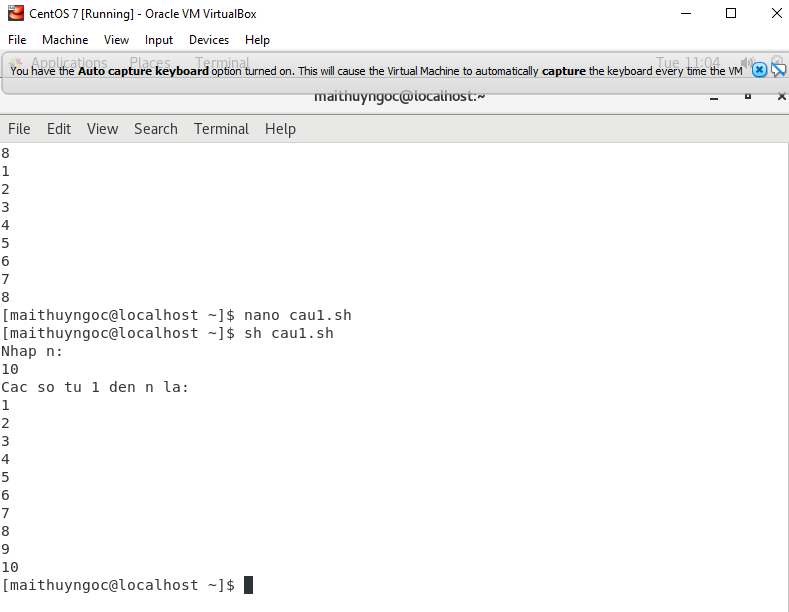 CentOS 7 [Running] - Oracle VM VirtualBox
File Machine View Input Devices Help
Applications Places Terminal Tue 11:04
You have the Auto capture keyboard option turned on. This will cause the Virtual Machine to automatically capture the keyboard every time the VM
maithuyngoc@localhost:~
File Edit View Search Terminal Help
8
1
2
3
4
5
6
7
8
[maithuyngoc@localhost ~]$ nano cau1.sh
[maithuyngoc@localhost ~]$ sh cau1.sh
Nhap n:
10
Cac so tu 1 den n la:
1
2
3
4
5
6
7
8
9
10
[maithuyngoc@localhost ~]$